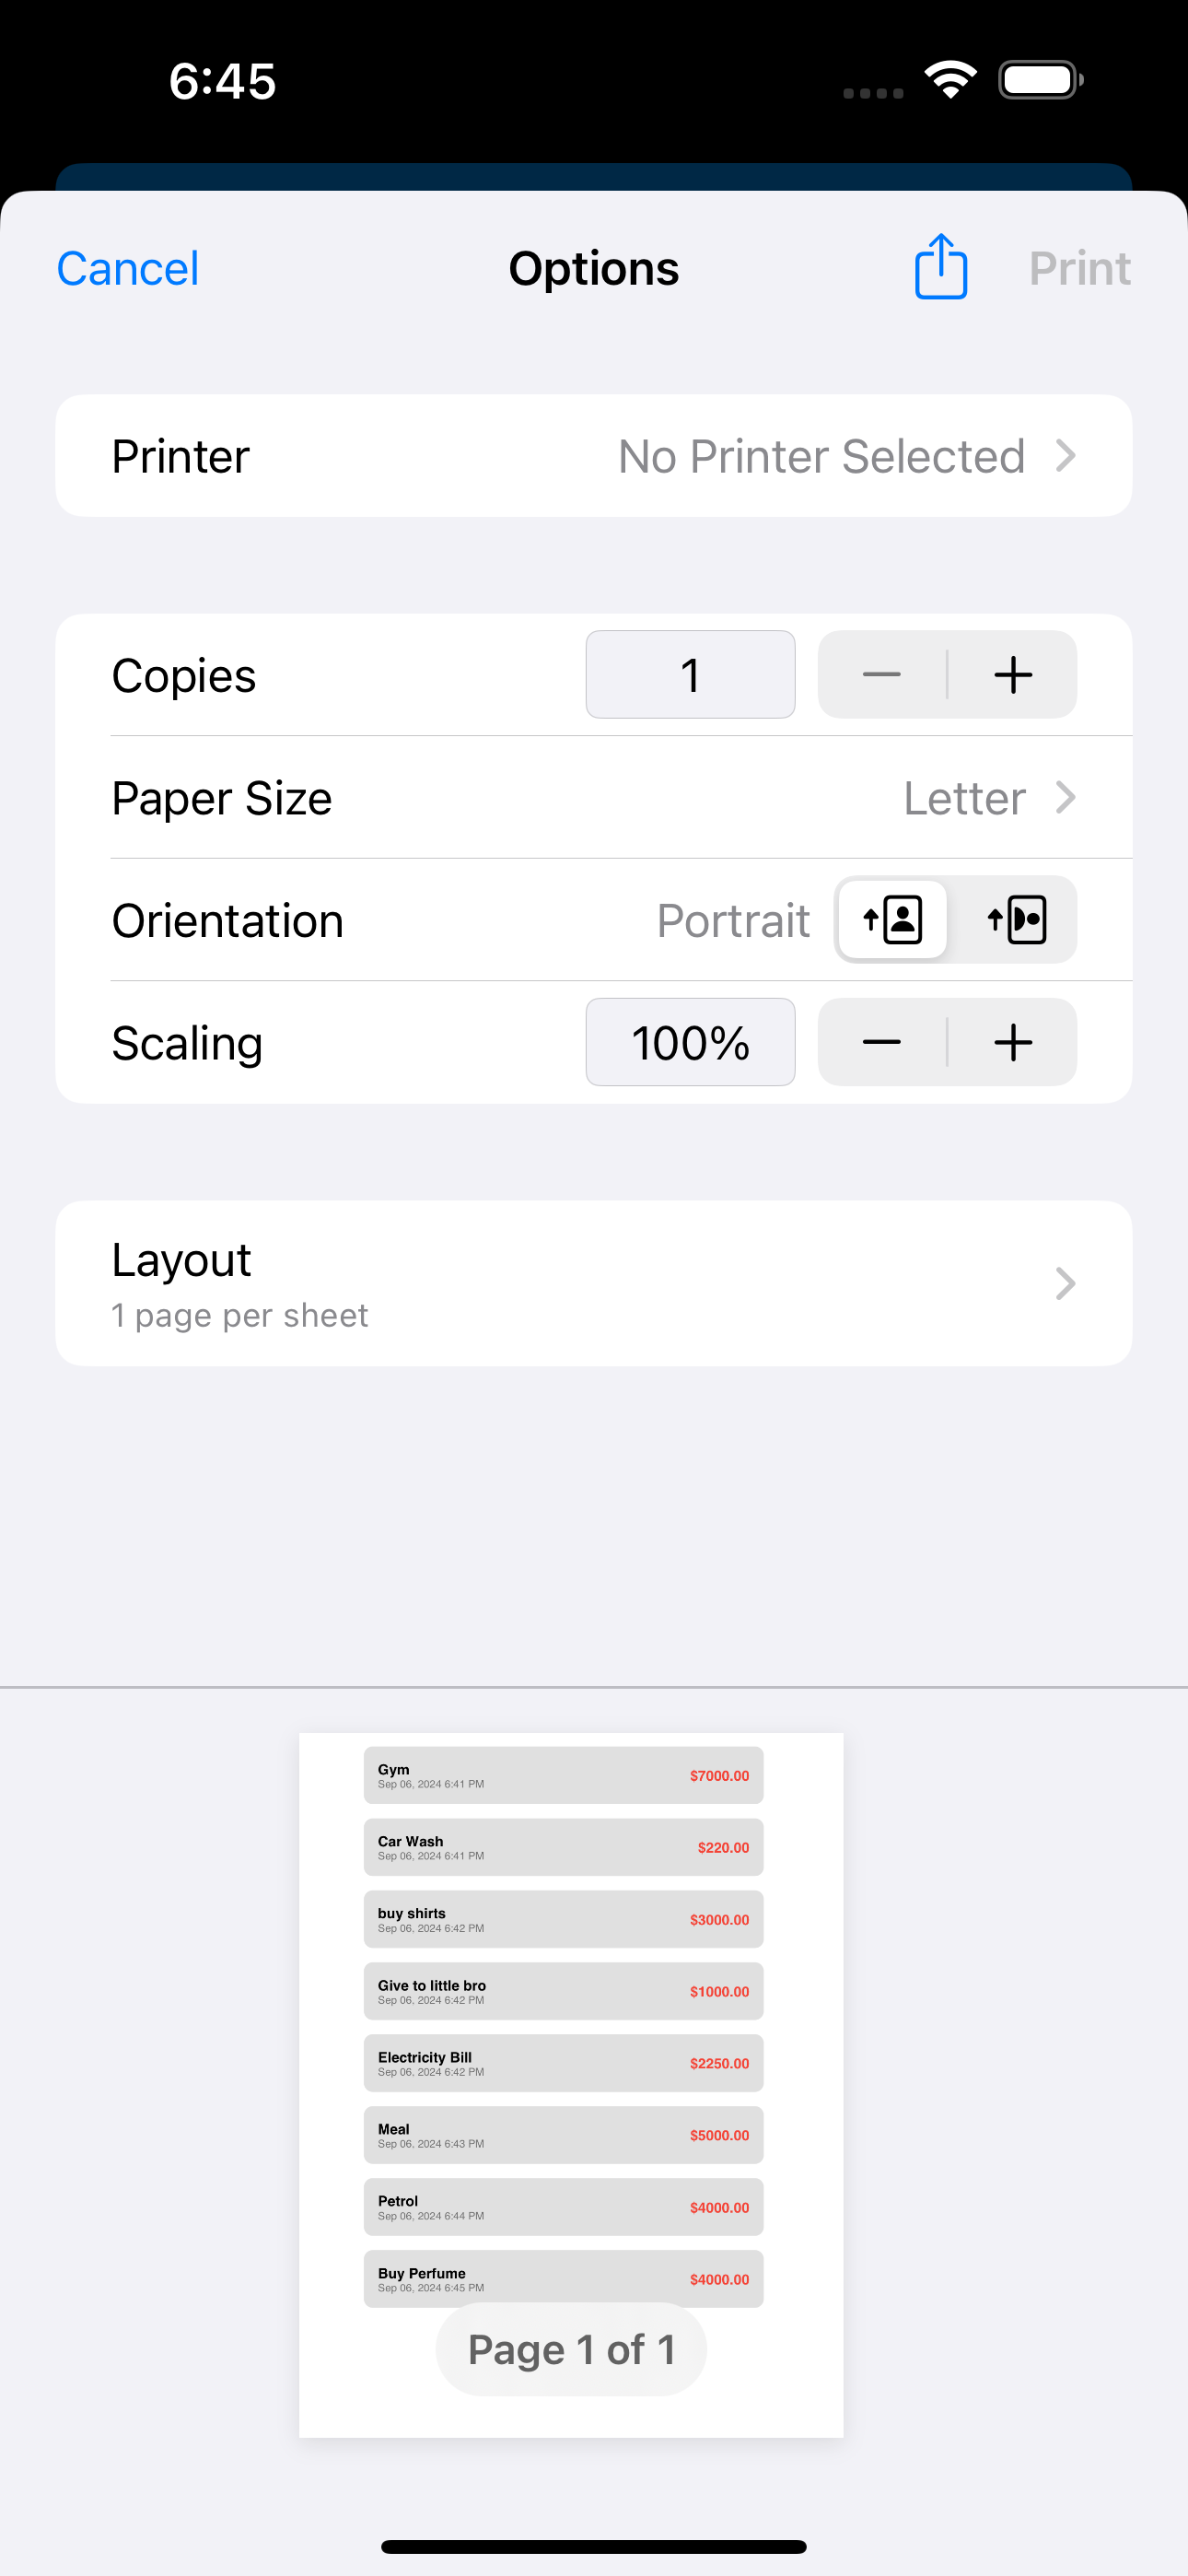 6:45
Cancel
Options
Print
Printer
No Printer Selected
Copies
1
Paper Size
Letter
Orientation
Portrait
Scaling
100%
Layout
1 page per sheet
Gym
Sep 06, 2024 6:41 PM
$7000.00
Car Wash
Sep 06, 2024 6:41 PM
$220.00
buy shirts
Sep 06, 2024 6:42 PM
$3000.00
Give to little bro
Sep 06, 2024 6:42 PM
$1000.00
Electricity Bill
Sep 06, 2024 6:42 PM
$2250.00
Meal
Sep 06, 2024 6:43 PM
$5000.00
Petrol
Sep 06, 2024 6:44 PM
$4000.00
Buy Perfume
Sep 06, 2024 6:45 PM
$4000.00
Page 1 of 1